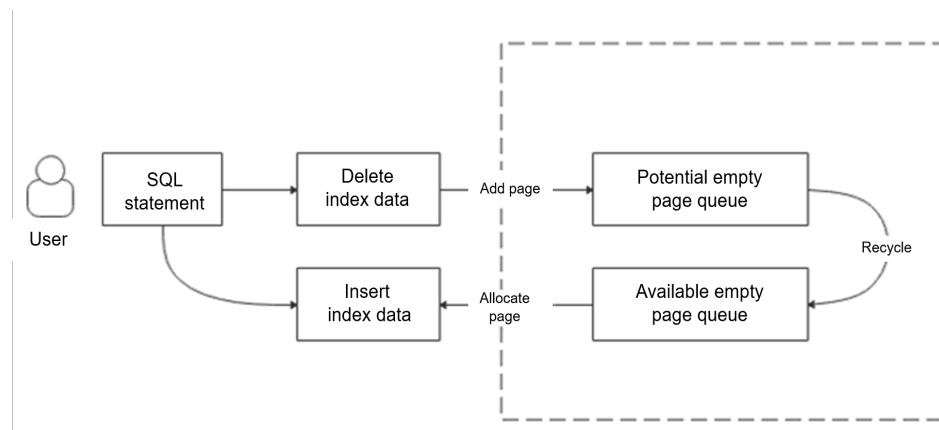 User
SQL
statement
Delete
index data
Add page
Potential empty
page queue
Recycle
Insert
index data
Allocate
page
Available empty
page queue